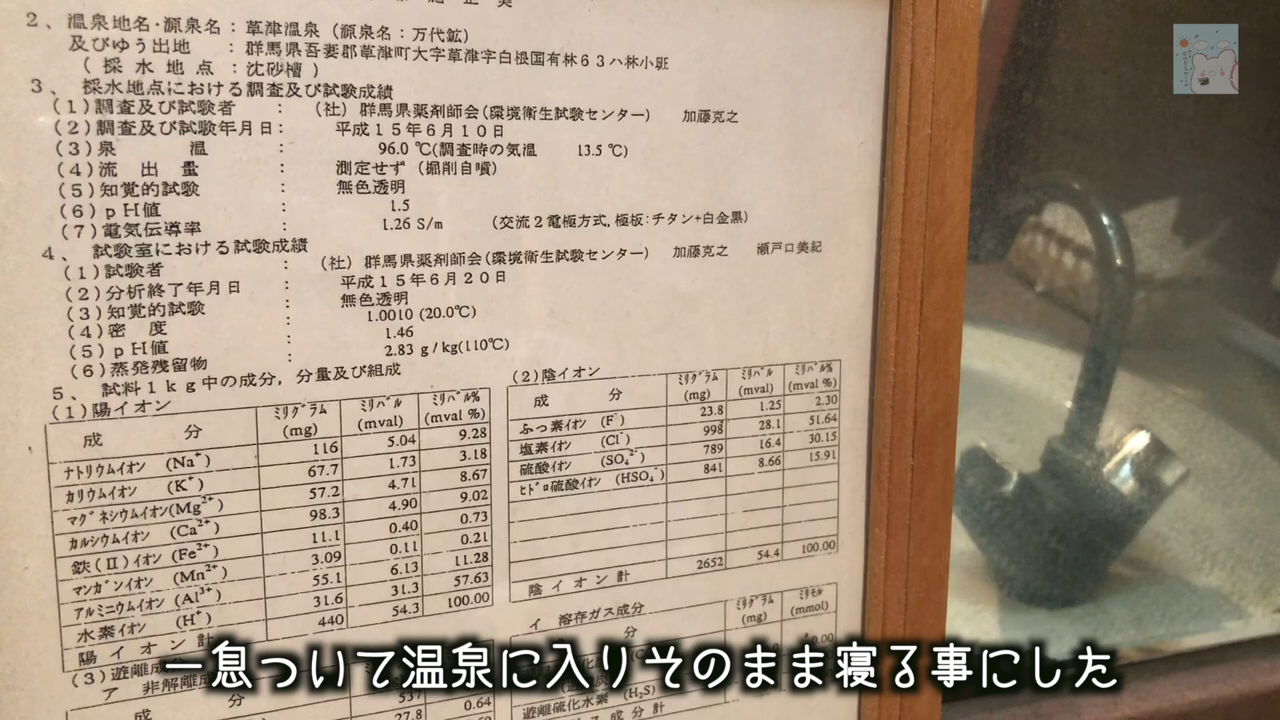 2、温泉地名・源泉名：草津温泉（源泉名：万代鉱）
及びゆう出地 ：群馬県吾妻郡草津町大字草津字白根国有林６３ハ林小班
（採水地点：沈砂槽）
3、採水地点における調査及び試験成績
(1)調査及び試験者 ：（社）群馬県薬剤師会(環境衛生試験センター) 加藤克之
(2)調査及び試験年月日： 平成15年6月10日
(3)泉 温 ： 96.0 ℃(調査時の気温 13.5 ℃)
(4)流 出 量 ： 測定せず（掘削自噴）
(5)知覚的試験 ： 無色透明
(6)pH値 ： 1.5
(7)電気伝導率 ： 1.26 S/m （交流２電極方式,極板：チタン+白金黒）
4、 試験室における試験成績
(1)試験者 ：（社）群馬県薬剤師会(環境衛生試験センター) 加藤克之 瀬戸口美紀
(2)分析終了年月日 ： 平成15年6月20日
(3)知覚的試験 ： 無色透明
(4)密 度 ： 1.0010 (20.0℃)
(5)pH値 ： 1.46
(6)蒸発残留物 ： 2.83 g/kg(110℃)
5、 試料1kg中の成分，分量及び組成
(1)陽イオン
成 分 ﾐﾘｸﾞﾗﾑ (mg) ﾐﾘﾊﾞﾙ (mval) ﾐﾘﾊﾞﾙ% (mval %)
ﾅﾄﾘｳﾑｲｵﾝ (Na⁺) 116 5.04 9.28
ｶﾘｳﾑｲｵﾝ (K⁺) 67.7 1.73 3.18
ﾏｸﾞﾈｼｳﾑｲｵﾝ(Mg²⁺) 57.2 4.71 8.67
ｶﾙｼｳﾑｲｵﾝ (Ca²⁺) 98.3 4.90 9.02
鉄(Ⅱ)ｲｵﾝ (Fe²⁺) 11.1 0.40 0.73
ﾏﾝｶﾞﾝｲｵﾝ (Mn²⁺) 3.09 0.11 0.21
ｱﾙﾐﾆｳﾑｲｵﾝ (Al³⁺) 55.1 6.13 11.28
水素ｲｵﾝ (H⁺) 31.6 31.3 57.63
陽イオン計 440 54.3 100.00
(2)陰イオン
成 分 ﾐﾘｸﾞﾗﾑ (mg) ﾐﾘﾊﾞﾙ (mval) ﾐﾘﾊﾞﾙ% (mval %)
ふっ素ｲｵﾝ (F⁻) 23.8 1.25 2.30
塩素ｲｵﾝ (Cl⁻) 998 28.1 51.64
硫酸ｲｵﾝ (SO₄²⁻) 789 16.4 30.15
ﾋﾄﾞﾛ硫酸ｲｵﾝ (HSO₄⁻) 841 8.66 15.91
陰イオン計 2652 54.4 100.00
(3)遊離成
ア 非解離成
成 分
537
27.8 0.64
イ 溶存ガス成分
分 ﾐﾘｸﾞﾗﾑ (mg) ﾐﾘﾓﾙ (mmol)
遊離硫化水素 (H₂S)
ス成分計
一息ついて温泉に入りそのまま寝る事にした